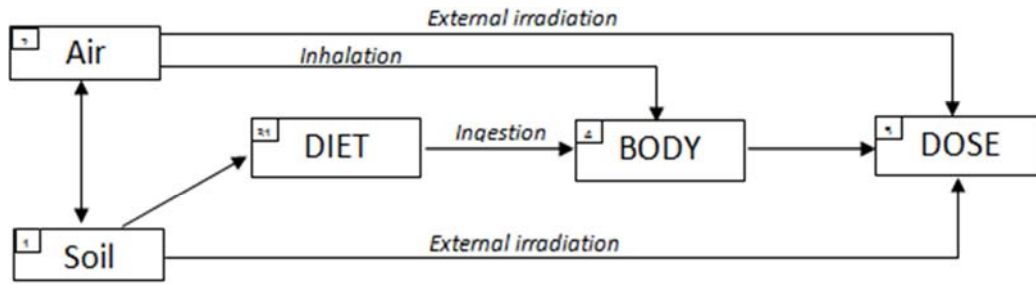 External irradiation
Air
Inhalation
DIET
Ingestion
BODY
DOSE
Soil
External irradiation